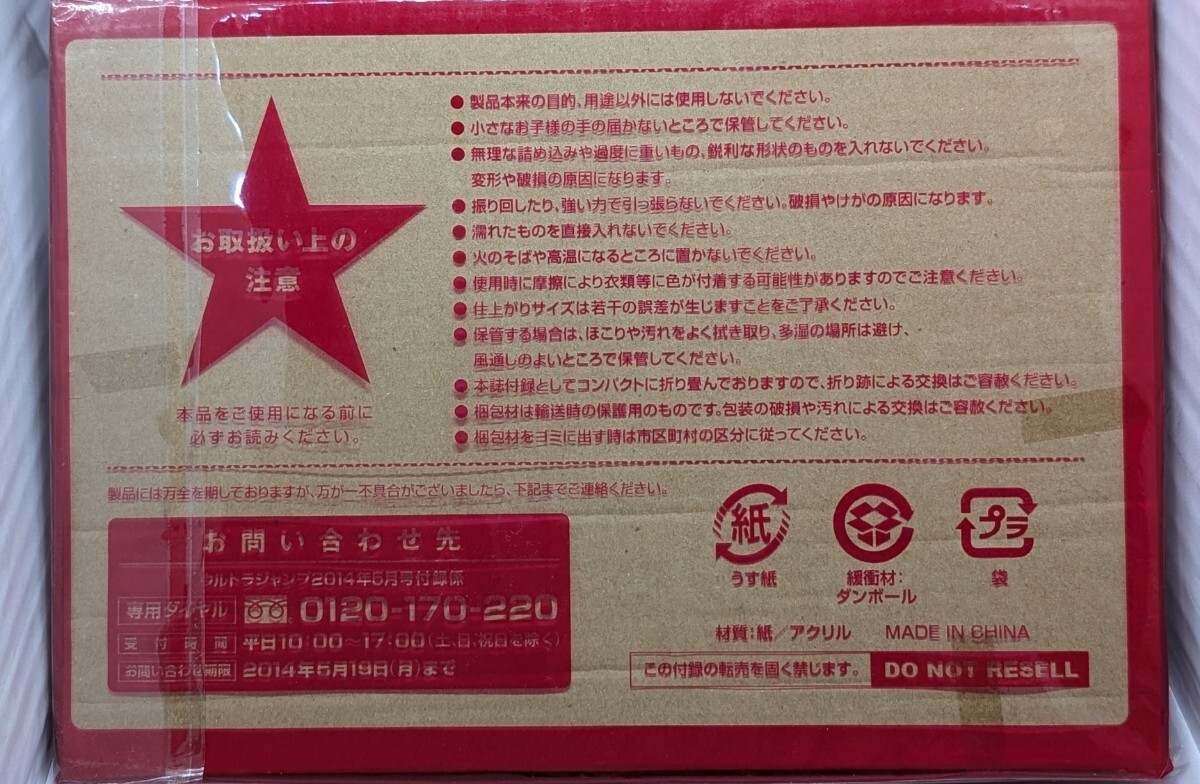 お取扱い上の
注意
本品をご使用になる前に
必ずお読みください。
●製品本来の目的、用途以外には使用しないでください。
●小さなお子様の手の届かないところで保管してください。
●無理な詰め込みや過度に重いもの、鋭利な形状のものを入れないでください。
変形や破損の原因になります。
●振り回したり、強い力で引っ張らないでください。破損やけがの原因になります。
●濡れたものを直接入れないでください。
●火のそばや高温になるところに置かないでください。
●使用時に摩擦により衣類等に色が付着する可能性がありますのでご注意ください。
●仕上がりサイズは若干の誤差が生じますことをご了承ください。
●保管する場合は、ほこりや汚れをよく拭き取り、多湿の場所は避け、
風通しのよいところで保管してください。
●本誌付録としてコンパクトに折り畳んでおりますので、折り跡による交換はご容赦ください。
●梱包材は輸送時の保護用のものです。包装の破損や汚れによる交換はご容赦ください。
●梱包材をゴミに出す時は市区町村の区分に従ってください。
製品には万全を期しておりますが、万が一不具合がございましたら、下記までご連絡ください。
お問い合わせ先
ウルトラジャンプ2014年5月号付録係
専用ダイヤル 0120-170-220
受付時間 平日10:00〜17:00(土、日、祝日を除く)
お問い合わせ期限 2014年5月19日(月)まで
紙
うす紙
緩衝材:
ダンボール
プラ
袋
材質:紙/アクリル MADE IN CHINA
この付録の転売を固く禁じます。 DO NOT RESELL